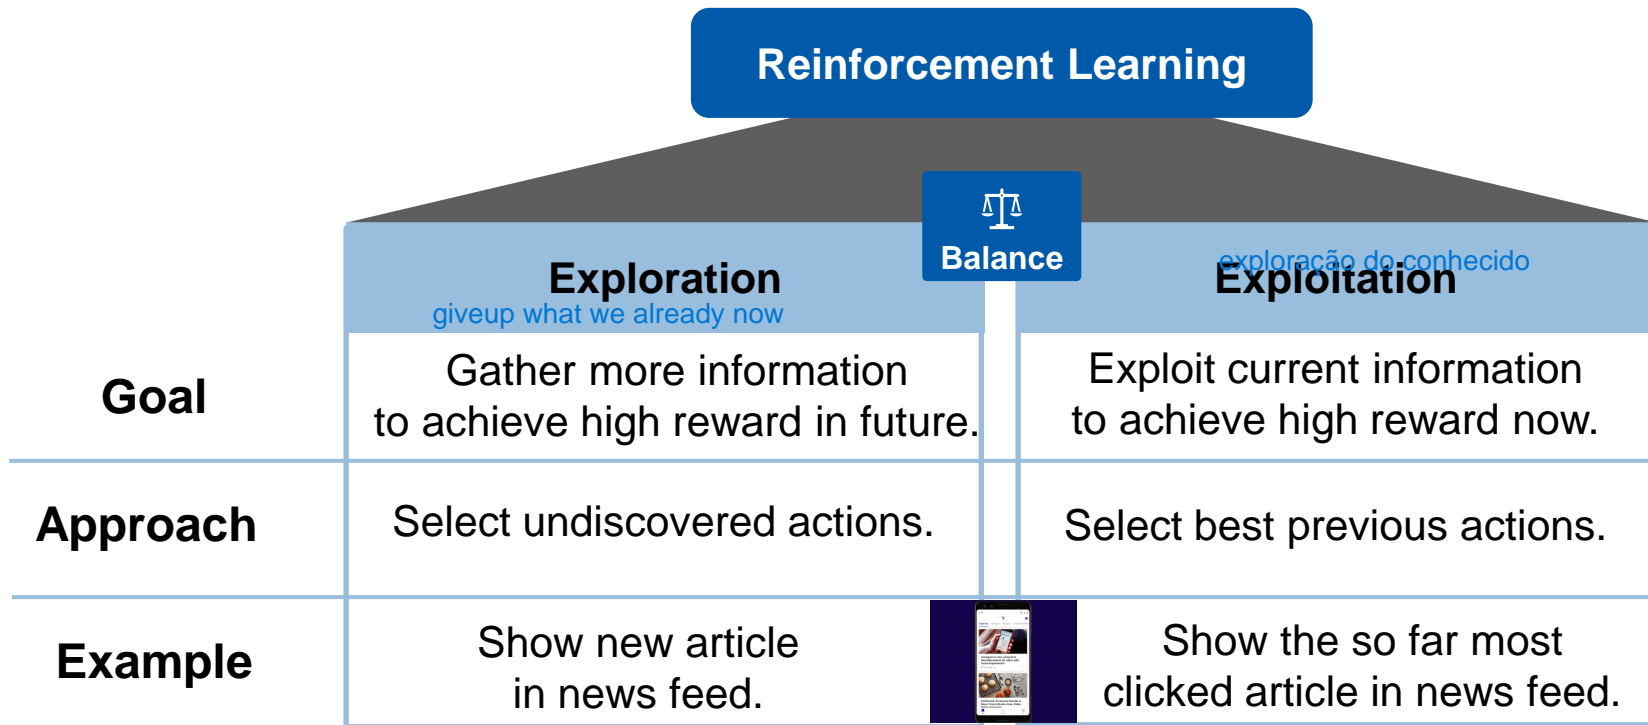 Reinforcement Learning
Balance
Exploration
giveup what we already now
exploração do conhecido
Exploitation
Goal
Gather more information
to achieve high reward in future.
Exploit current information
to achieve high reward now.
Approach
Select undiscovered actions.
Select best previous actions.
Example
Show new article
in news feed.
Show the so far most
clicked article in news feed.